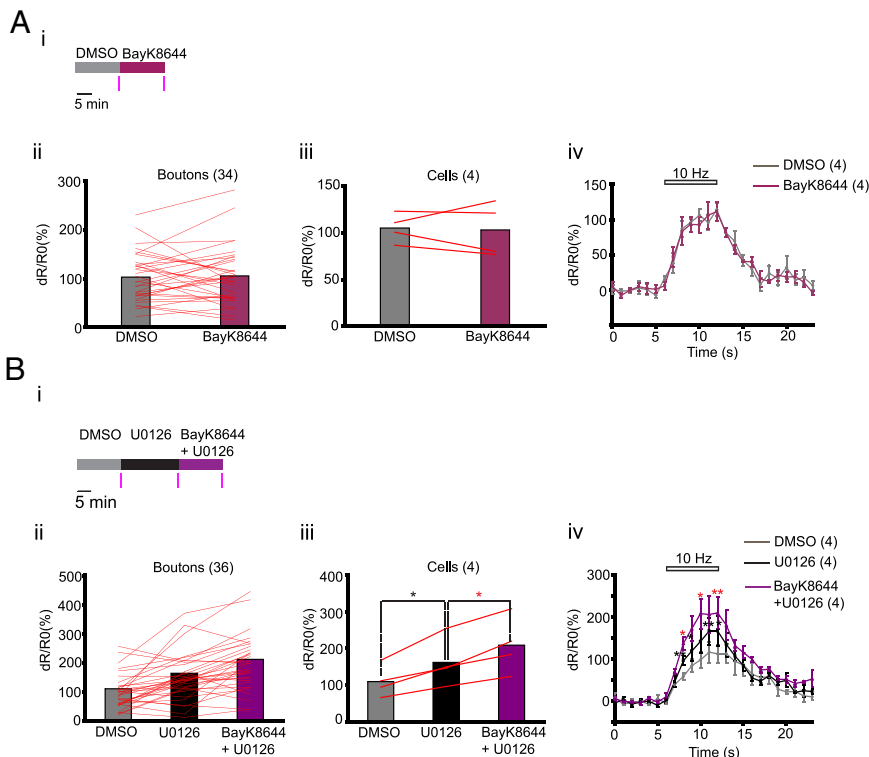 A
i
DMSO BayK8644
5 min
ii
Boutons (34)
dR/R0(%)
300
200
100
0
DMSO
BayK8644
iii
Cells (4)
dR/R0(%)
150
100
50
0
DMSO
BayK8644
iv
DMSO (4)
BayK8644 (4)
10 Hz
dR/R0(%)
150
100
50
0
0
5
10
15
20
Time (s)
B
i
DMSO U0126 BayK8644
+ U0126
5 min
ii
Boutons (36)
dR/R0(%)
500
400
300
200
100
0
DMSO
U0126
BayK8644
+ U0126
iii
Cells (4)
* *
dR/R0(%)
400
300
200
100
0
DMSO
U0126
BayK8644
+ U0126
iv
DMSO (4)
U0126 (4)
BayK8644
+U0126 (4)
10 Hz
dR/R0(%)
300
200
100
0
0
5
10
15
20
Time (s)